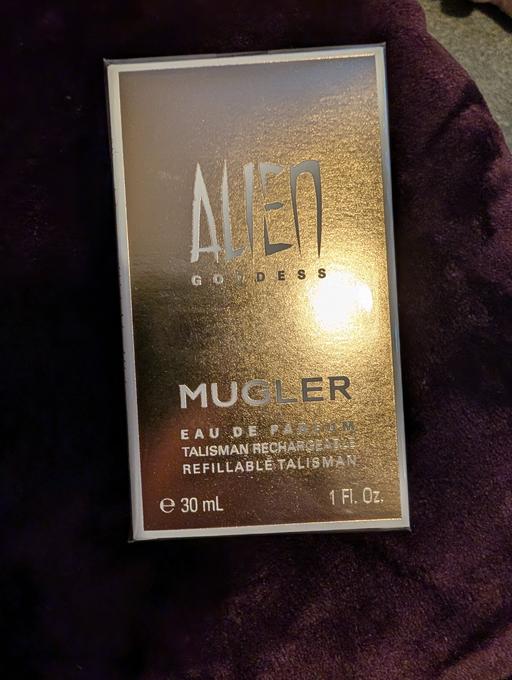 ALIEN
GODDESS
MUGLER
EAU DE PARFUM
TALISMAN RECHARGEABLE
REFILLABLE TALISMAN
℮ 30 mL 1 Fl. Oz.